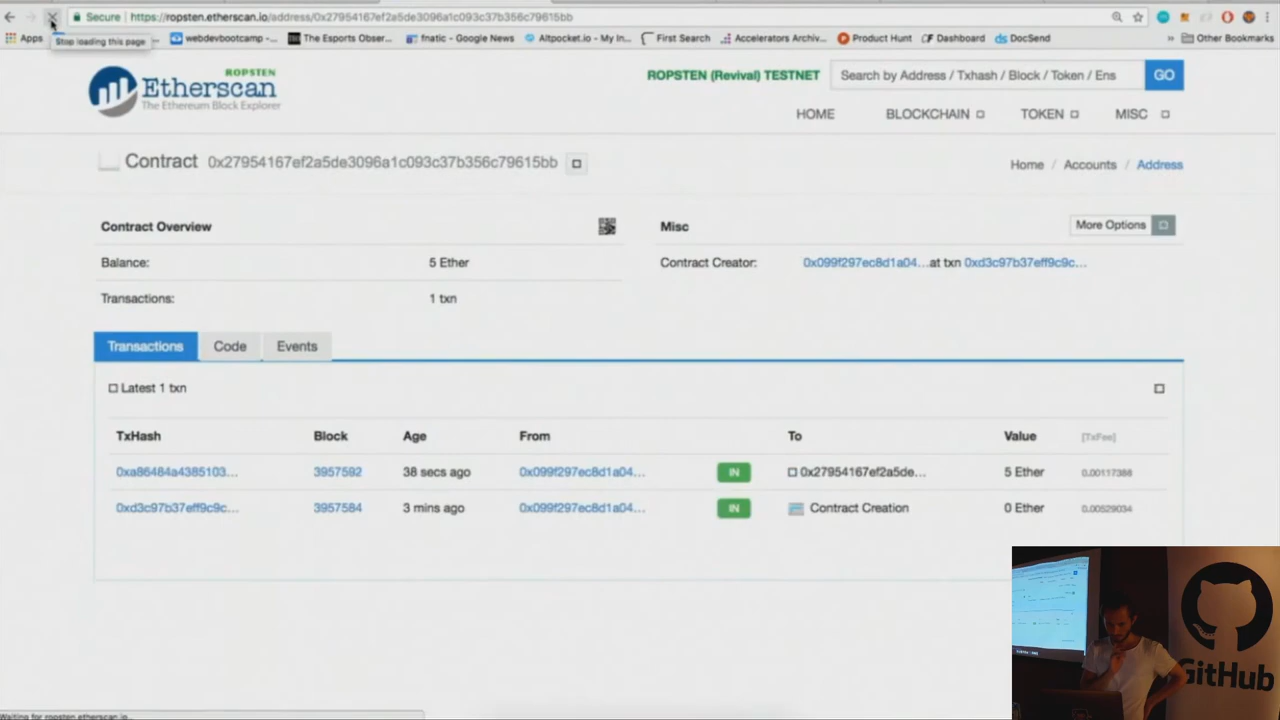 Secure https://ropsten.etherscan.io/address/0x27954167ef2a5de3096a1c093c37b356c79615bb
Apps
Stop loading this page
webdevbootcamp -...
The Esports Obser...
fnatic - Google News
Altpocket.io - My In...
First Search
Accelerators Archiv...
Product Hunt
Dashboard
DocSend
» Other Bookmarks
ROPSTEN
Etherscan
The Ethereum Block Explorer
ROPSTEN (Revival) TESTNET
Search by Address / Txhash / Block / Token / Ens
GO
HOME BLOCKCHAIN TOKEN MISC
Contract 0x27954167ef2a5de3096a1c093c37b356c79615bb
Home / Accounts / Address
Contract Overview
Balance: 5 Ether
Transactions: 1 txn
Misc
More Options
Contract Creator: 0x099f297ec8d1a04...at txn 0xd3c97b37eff9c9c...
Transactions Code Events
Latest 1 txn
TxHash Block Age From To Value [TxFee]
0xa86484a4385103... 3957592 38 secs ago 0x099f297ec8d1a04... IN 0x27954167ef2a5de... 5 Ether 0.00117388
0xd3c97b37eff9c9c... 3957584 3 mins ago 0x099f297ec8d1a04... IN Contract Creation 0 Ether 0.00529034
Waiting for ropsten.etherscan.io...
GitHub